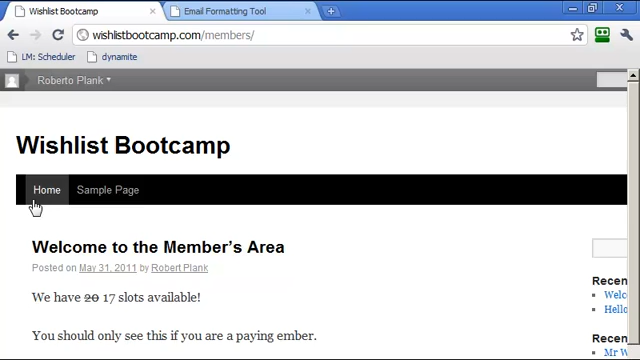 Wishlist Bootcamp
Email Formatting Tool
wishlistbootcamp.com/members/
LM: Scheduler
dynamite
Roberto Plank
Wishlist Bootcamp
Home
Sample Page
Welcome to the Member's Area
Posted on May 31, 2011 by Robert Plank
We have 20 17 slots available!
You should only see this if you are a paying ember.
Recen
Welc
Hello
Recen
Mr W